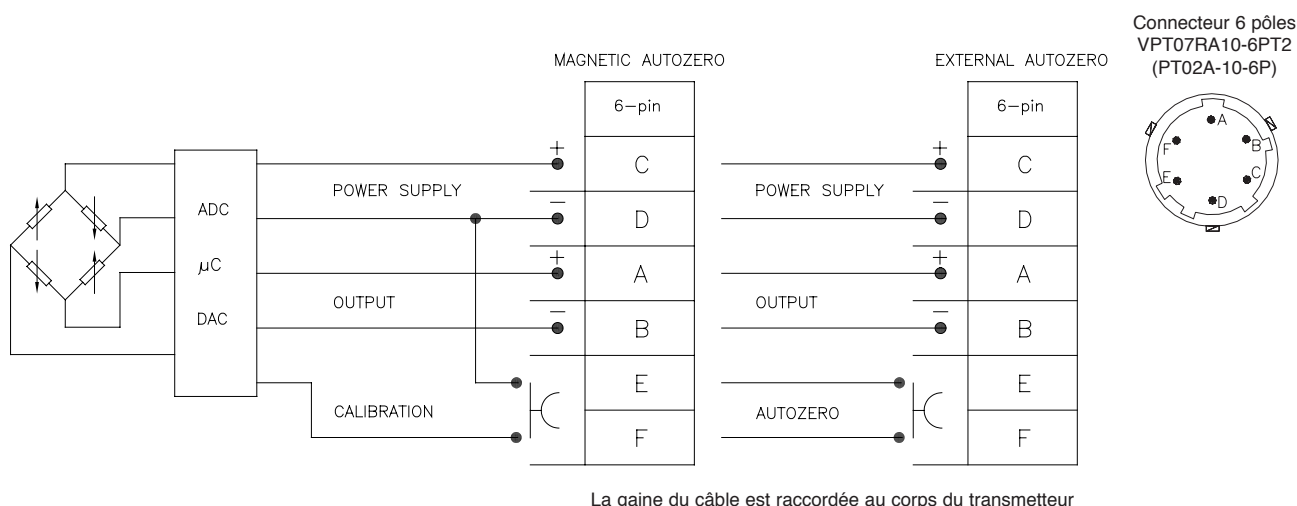 Connecteur 6 pôles
VPT07RA10-6PT2
(PT02A-10-6P)
MAGNETIC AUTOZERO
EXTERNAL AUTOZERO
6-pin
6-pin
A
B
C
D
E
F
ADC
µC
DAC
POWER SUPPLY
+
-
OUTPUT
+
-
CALIBRATION
C
D
A
B
E
F
POWER SUPPLY
+
-
OUTPUT
+
-
AUTOZERO
C
D
A
B
E
F
La gaine du câble est raccordée au corps du transmetteur